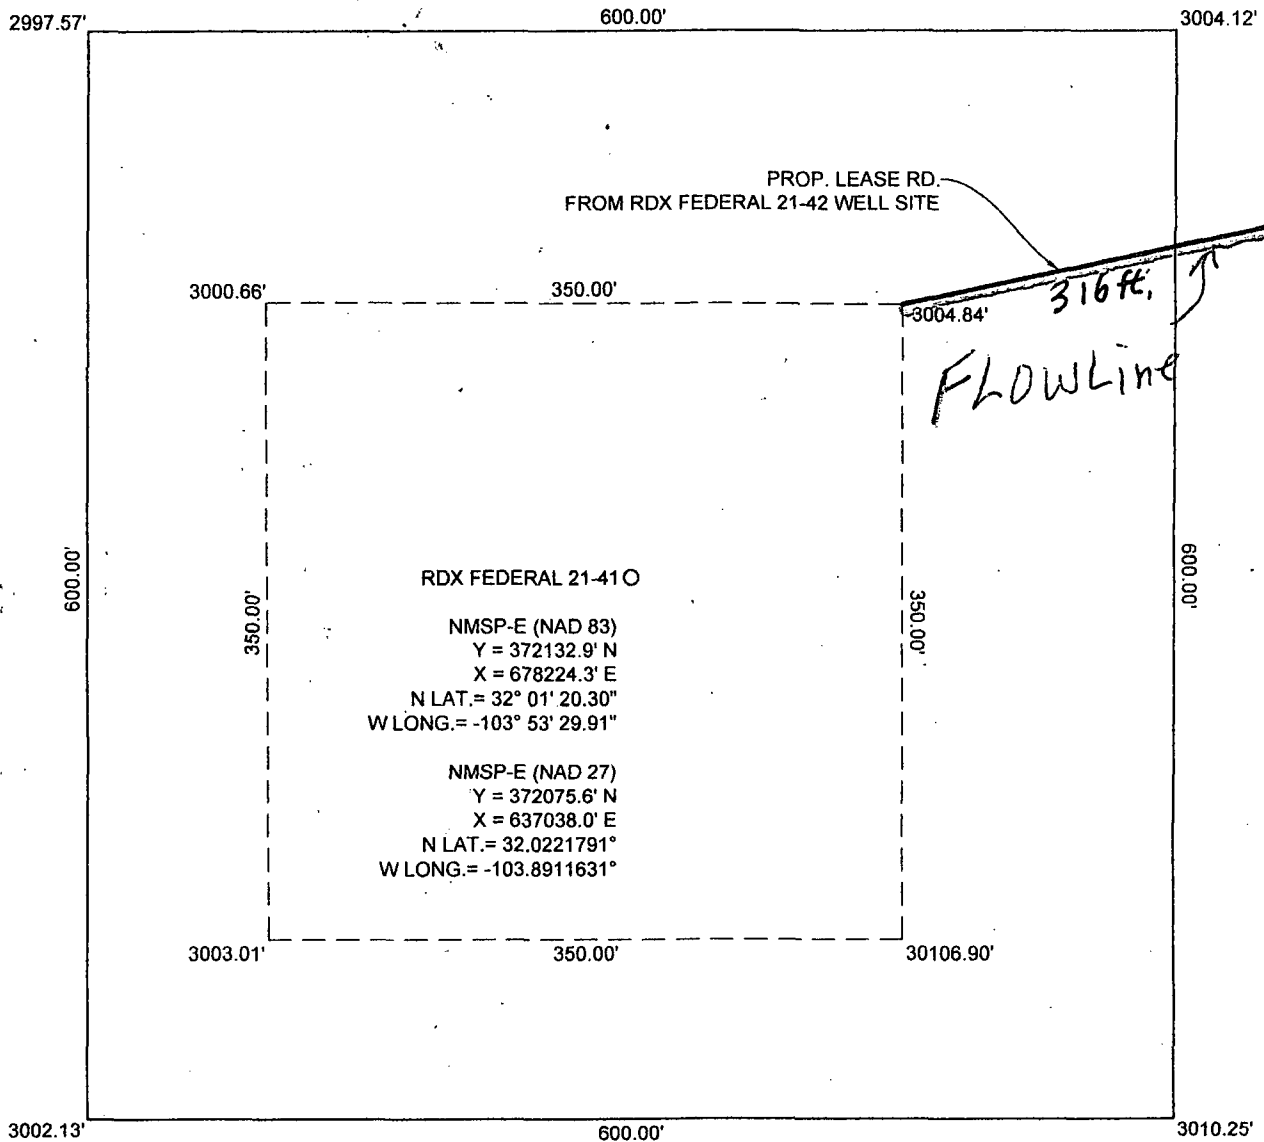 2997.57'
600.00'
3004.12'
PROP. LEASE RD.
FROM RDX FEDERAL 21-42 WELL SITE
3000.66'
350.00'
316 ft.
3004.84'
FLOWLine
600.00'
350.00'
RDX FEDERAL 21-41
350.00'
600.00'
NMSP-E (NAD 83)
Y = 372132.9' N
X = 678224.3' E
N LAT.= 32° 01' 20.30"
W LONG.= -103° 53' 29.91"
NMSP-E (NAD 27)
Y = 372075.6' N
X = 637038.0' E
N LAT.= 32.0221791°
W LONG.= -103.8911631°
3003.01'
350.00'
30106.90'
3002.13'
600.00'
3010.25'